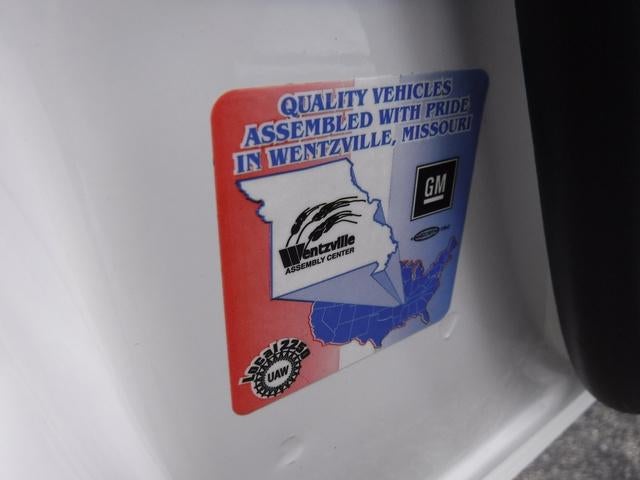 QUALITY VEHICLES
ASSEMBLED WITH PRIDE
IN WENTZVILLE, MISSOURI
GM
Wentzville
ASSEMBLY CENTER
Local 2250
UAW